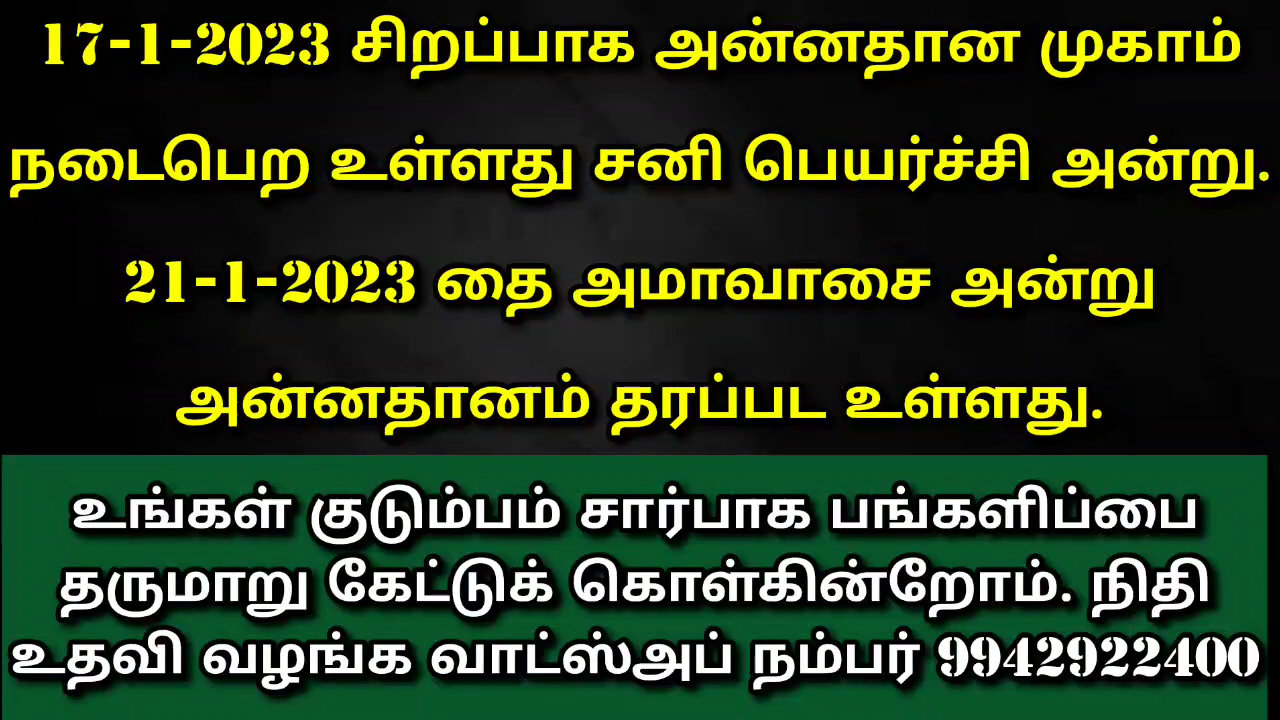 17-1-2023 சிறப்பாக அன்னதான முகாம்
நடைபெற உள்ளது சனி பெயர்ச்சி அன்று.
21-1-2023 தை அமாவாசை அன்று
அன்னதானம் தரப்பட உள்ளது.
உங்கள் குடும்பம் சார்பாக பங்களிப்பை
தருமாறு கேட்டுக் கொள்கின்றோம். நிதி
உதவி வழங்க வாட்ஸ்அப் நம்பர் 9942922400